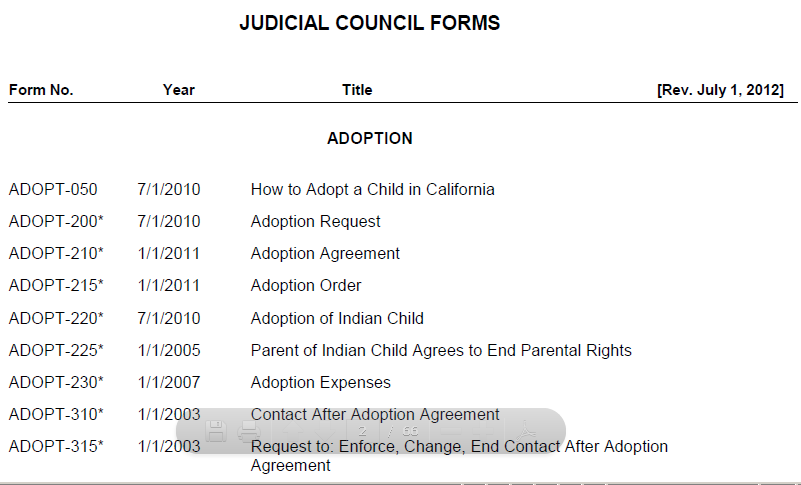 JUDICIAL COUNCIL FORMS
Form No. Year Title [Rev. July 1, 2012]
ADOPTION
ADOPT-050 7/1/2010 How to Adopt a Child in California
ADOPT-200* 7/1/2010 Adoption Request
ADOPT-210* 1/1/2011 Adoption Agreement
ADOPT-215* 1/1/2011 Adoption Order
ADOPT-220* 7/1/2010 Adoption of Indian Child
ADOPT-225* 1/1/2005 Parent of Indian Child Agrees to End Parental Rights
ADOPT-230* 1/1/2007 Adoption Expenses
ADOPT-310* 1/1/2003 Contact After Adoption Agreement
2 / 66
ADOPT-315* 1/1/2003 Request to: Enforce, Change, End Contact After Adoption
Agreement